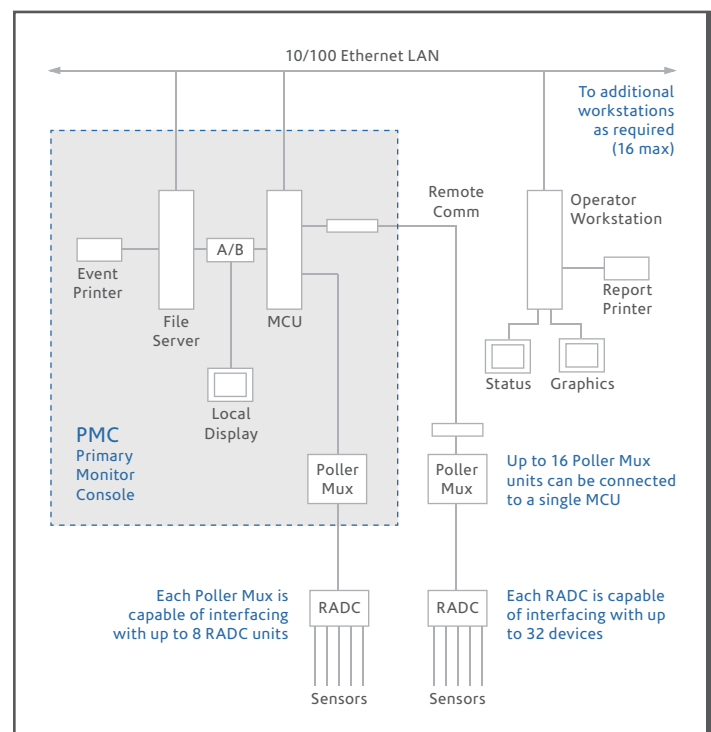 10/100 Ethernet LAN
To additional
workstations
as required
(16 max)
Remote
Comm
Operator
Workstation
A/B
Event
Printer
File
Server
MCU
Report
Printer
Status
Graphics
Local
Display
PMC
Primary
Monitor
Console
Poller
Mux
Poller
Mux
Up to 16 Poller Mux
units can be connected
to a single MCU
Each Poller Mux is
capable of interfacing
with up to 8 RADC units
RADC
RADC
Each RADC is capable
of interfacing with up
to 32 devices
Sensors
Sensors